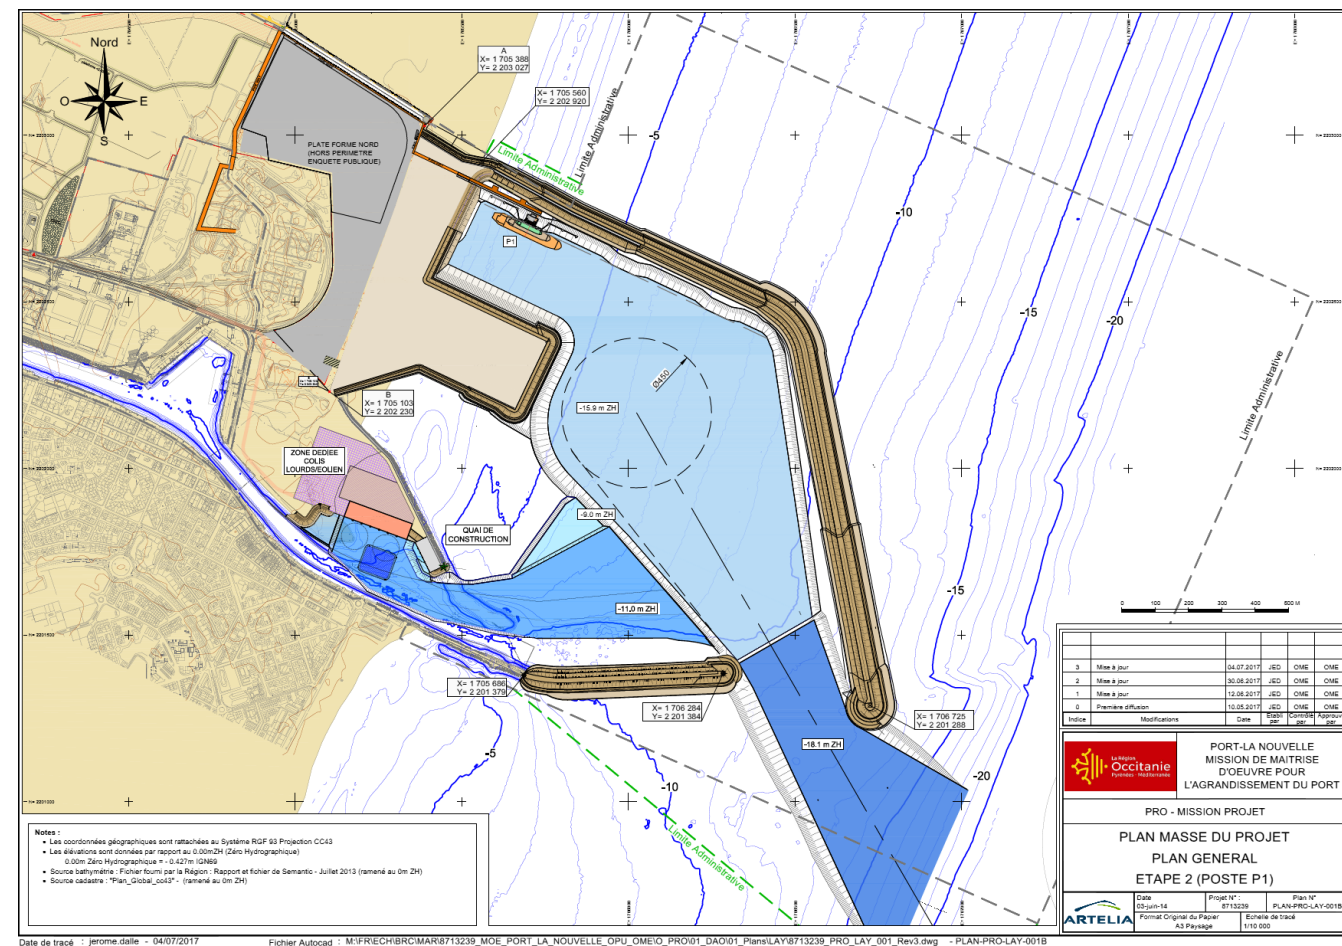 Nord
O
E
S
A
X= 1 705 388
Y= 2 203 027
X= 1 705 560
Y= 2 202 920
Limite Administrative
Limite Administrative
-5
PLATE FORME NORD
(HORS PERIMETRE
ENQUETE PUBLIQUE)
-10
P1
-15
-20
Ø450
Limite Administrative
B
X= 1 705 103
Y= 2 202 230
-15.9 m ZH
ZONE DEDIEE
COLIS
LOURDS/EOLIEN
-9.0 m ZH
QUAI DE
CONSTRUCTION
-15
-11,0 m ZH
0 100 200 300 400 500 M
X= 1 705 686
Y= 2 201 379
X= 1 706 284
Y= 2 201 384
X= 1 706 725
Y= 2 201 288
-18.1 m ZH
-5
-10
-20
Limite Administrative
3 Mise à jour 04.07.2017 JED OME OME
2 Mise à jour 30.06.2017 JED OME OME
1 Mise à jour 12.06.2017 JED OME OME
0 Première diffusion 10.05.2017 JED OME OME
Indice Modifications Date Etabli par Contrôlé par Approuvé par
La Région
Occitanie
Pyrénées - Méditerranée
PORT-LA NOUVELLE
MISSION DE MAITRISE
D'OEUVRE POUR
L'AGRANDISSEMENT DU PORT
PRO - MISSION PROJET
PLAN MASSE DU PROJET
PLAN GENERAL
ETAPE 2 (POSTE P1)
ARTELIA
Date
03-juin-14
Projet N° :
8713239
Plan N°
PLAN-PRO-LAY-001B
Format Original du Papier
A3 Paysage
Echelle de tracé
1/10 000
Notes :
• Les coordonnées géographiques sont rattachées au Système RGF 93 Projection CC43
• Les élévations sont données par rapport au 0.00mZH (Zéro Hydrographique)
0.00m Zéro Hydrographique = - 0.427m IGN69
• Source bathymétrie : Fichier fourni par la Région : Rapport et fichier de Semantic - Juillet 2013 (ramené au 0m ZH)
• Source cadastre : "Plan_Global_cc43" - (ramené au 0m ZH)
Date de tracé : jerome.dalle - 04/07/2017
Fichier Autocad : M:\FR\ECH\BRC\MAR\8713239_MOE_PORT_LA_NOUVELLE_OPU_OME\O_PRO\01_DAO\01_Plans\LAY\8713239_PRO_LAY_001_Rev3.dwg - PLAN-PRO-LAY-001B